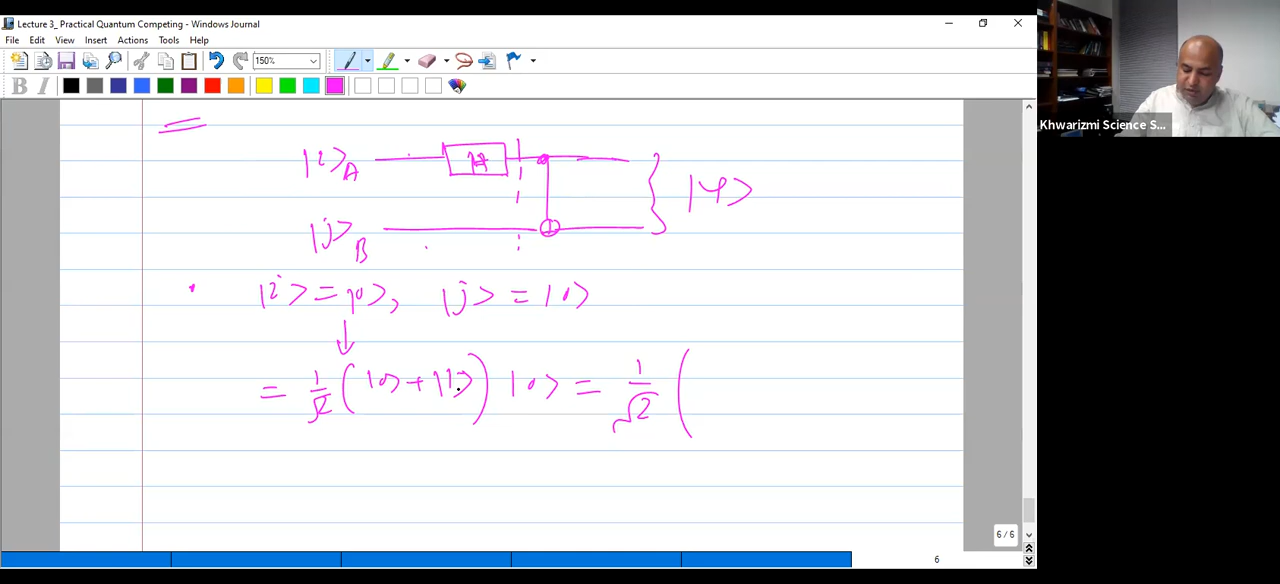 Lecture 3_ Practical Quantum Competing - Windows Journal
File Edit View Insert Actions Tools Help
150%
B I
Khwarizmi Science S...
|i>A H
|ψ>
|j>B
|i> = |0>, |j> = |0>
= 1/√2 (|0> + |1>) |0> = 1/√2 (
6 / 6
6